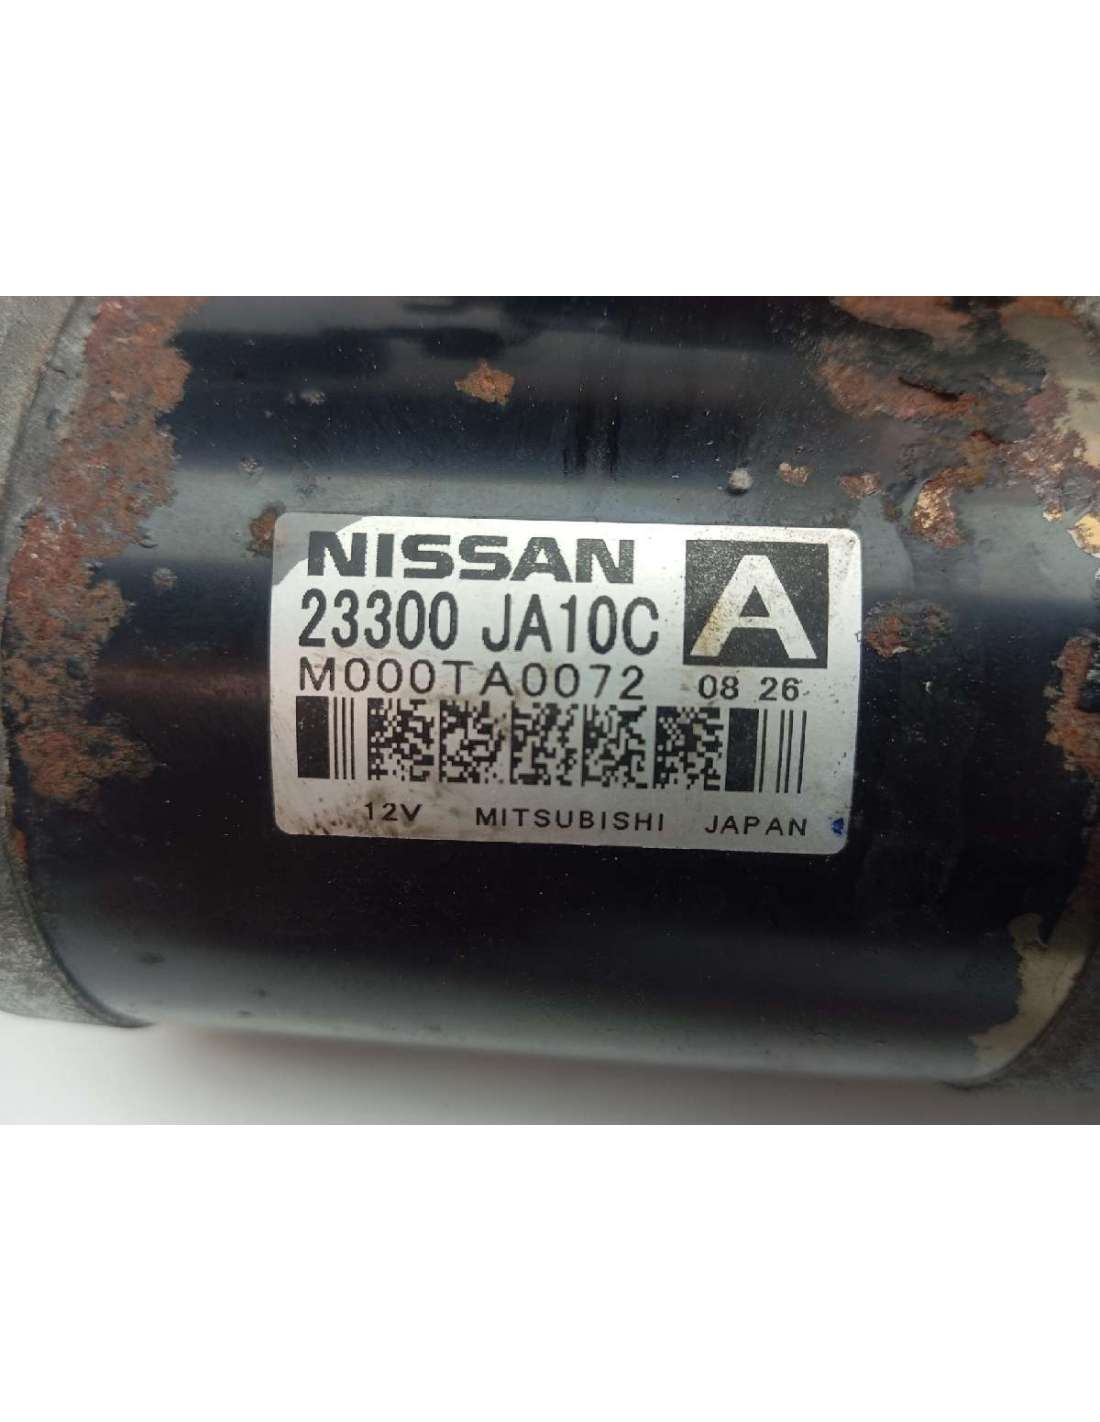 NISSAN A
23300 JA10C
M000TA0072 08 26
12V MITSUBISHI JAPAN